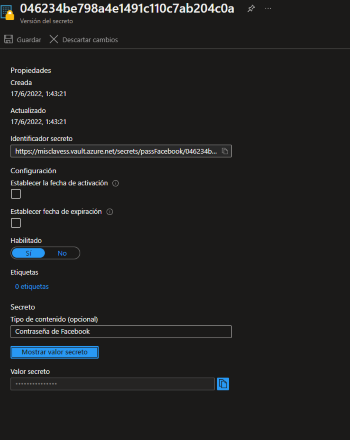 046234be798a4e1491c110c7ab204c0a
Versión del secreto
Guardar
Descartar cambios
Propiedades
Creada
17/6/2022, 1:43:21
Actualizado
17/6/2022, 1:43:21
Identificador secreto
https://misclavess.vault.azure.net/secrets/passFacebook/046234b...
Configuración
Establecer la fecha de activación
Establecer fecha de expiración
Habilitado
Sí No
Etiquetas
0 etiquetas
Secreto
Tipo de contenido (opcional)
Contraseña de Facebook
Mostrar valor secreto
Valor secreto